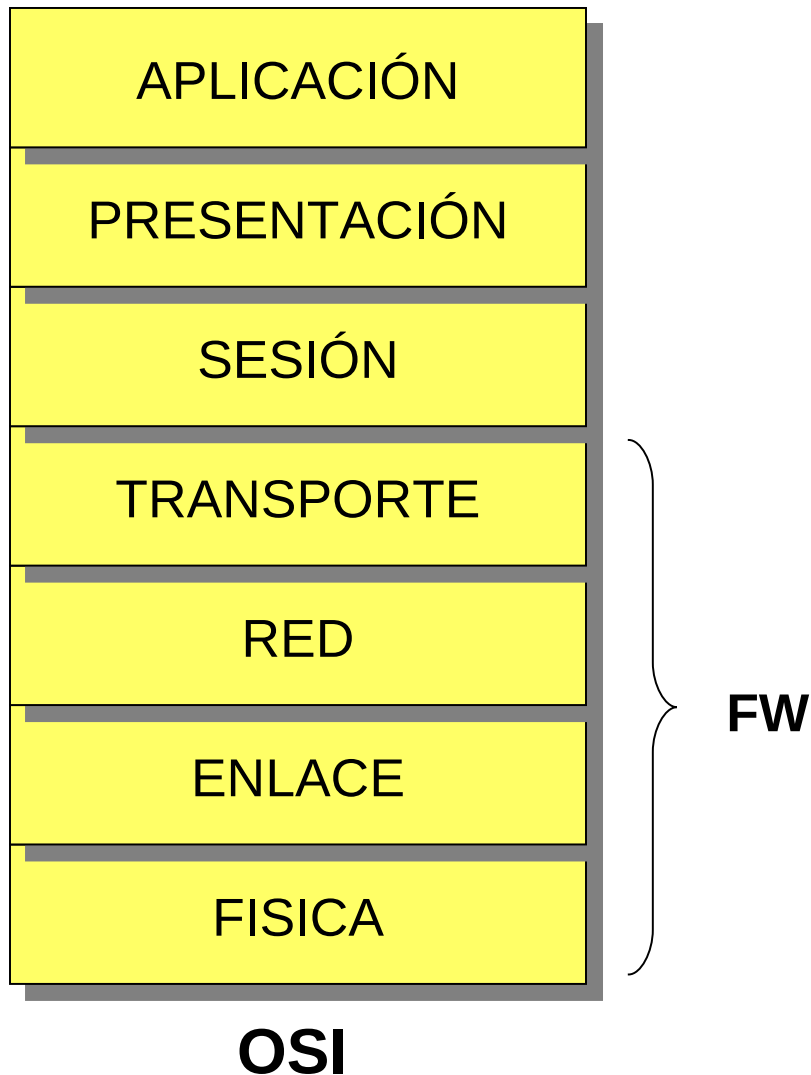 APLICACIÓN
PRESENTACIÓN
SESIÓN
TRANSPORTE
RED
FW
ENLACE
FISICA
OSI